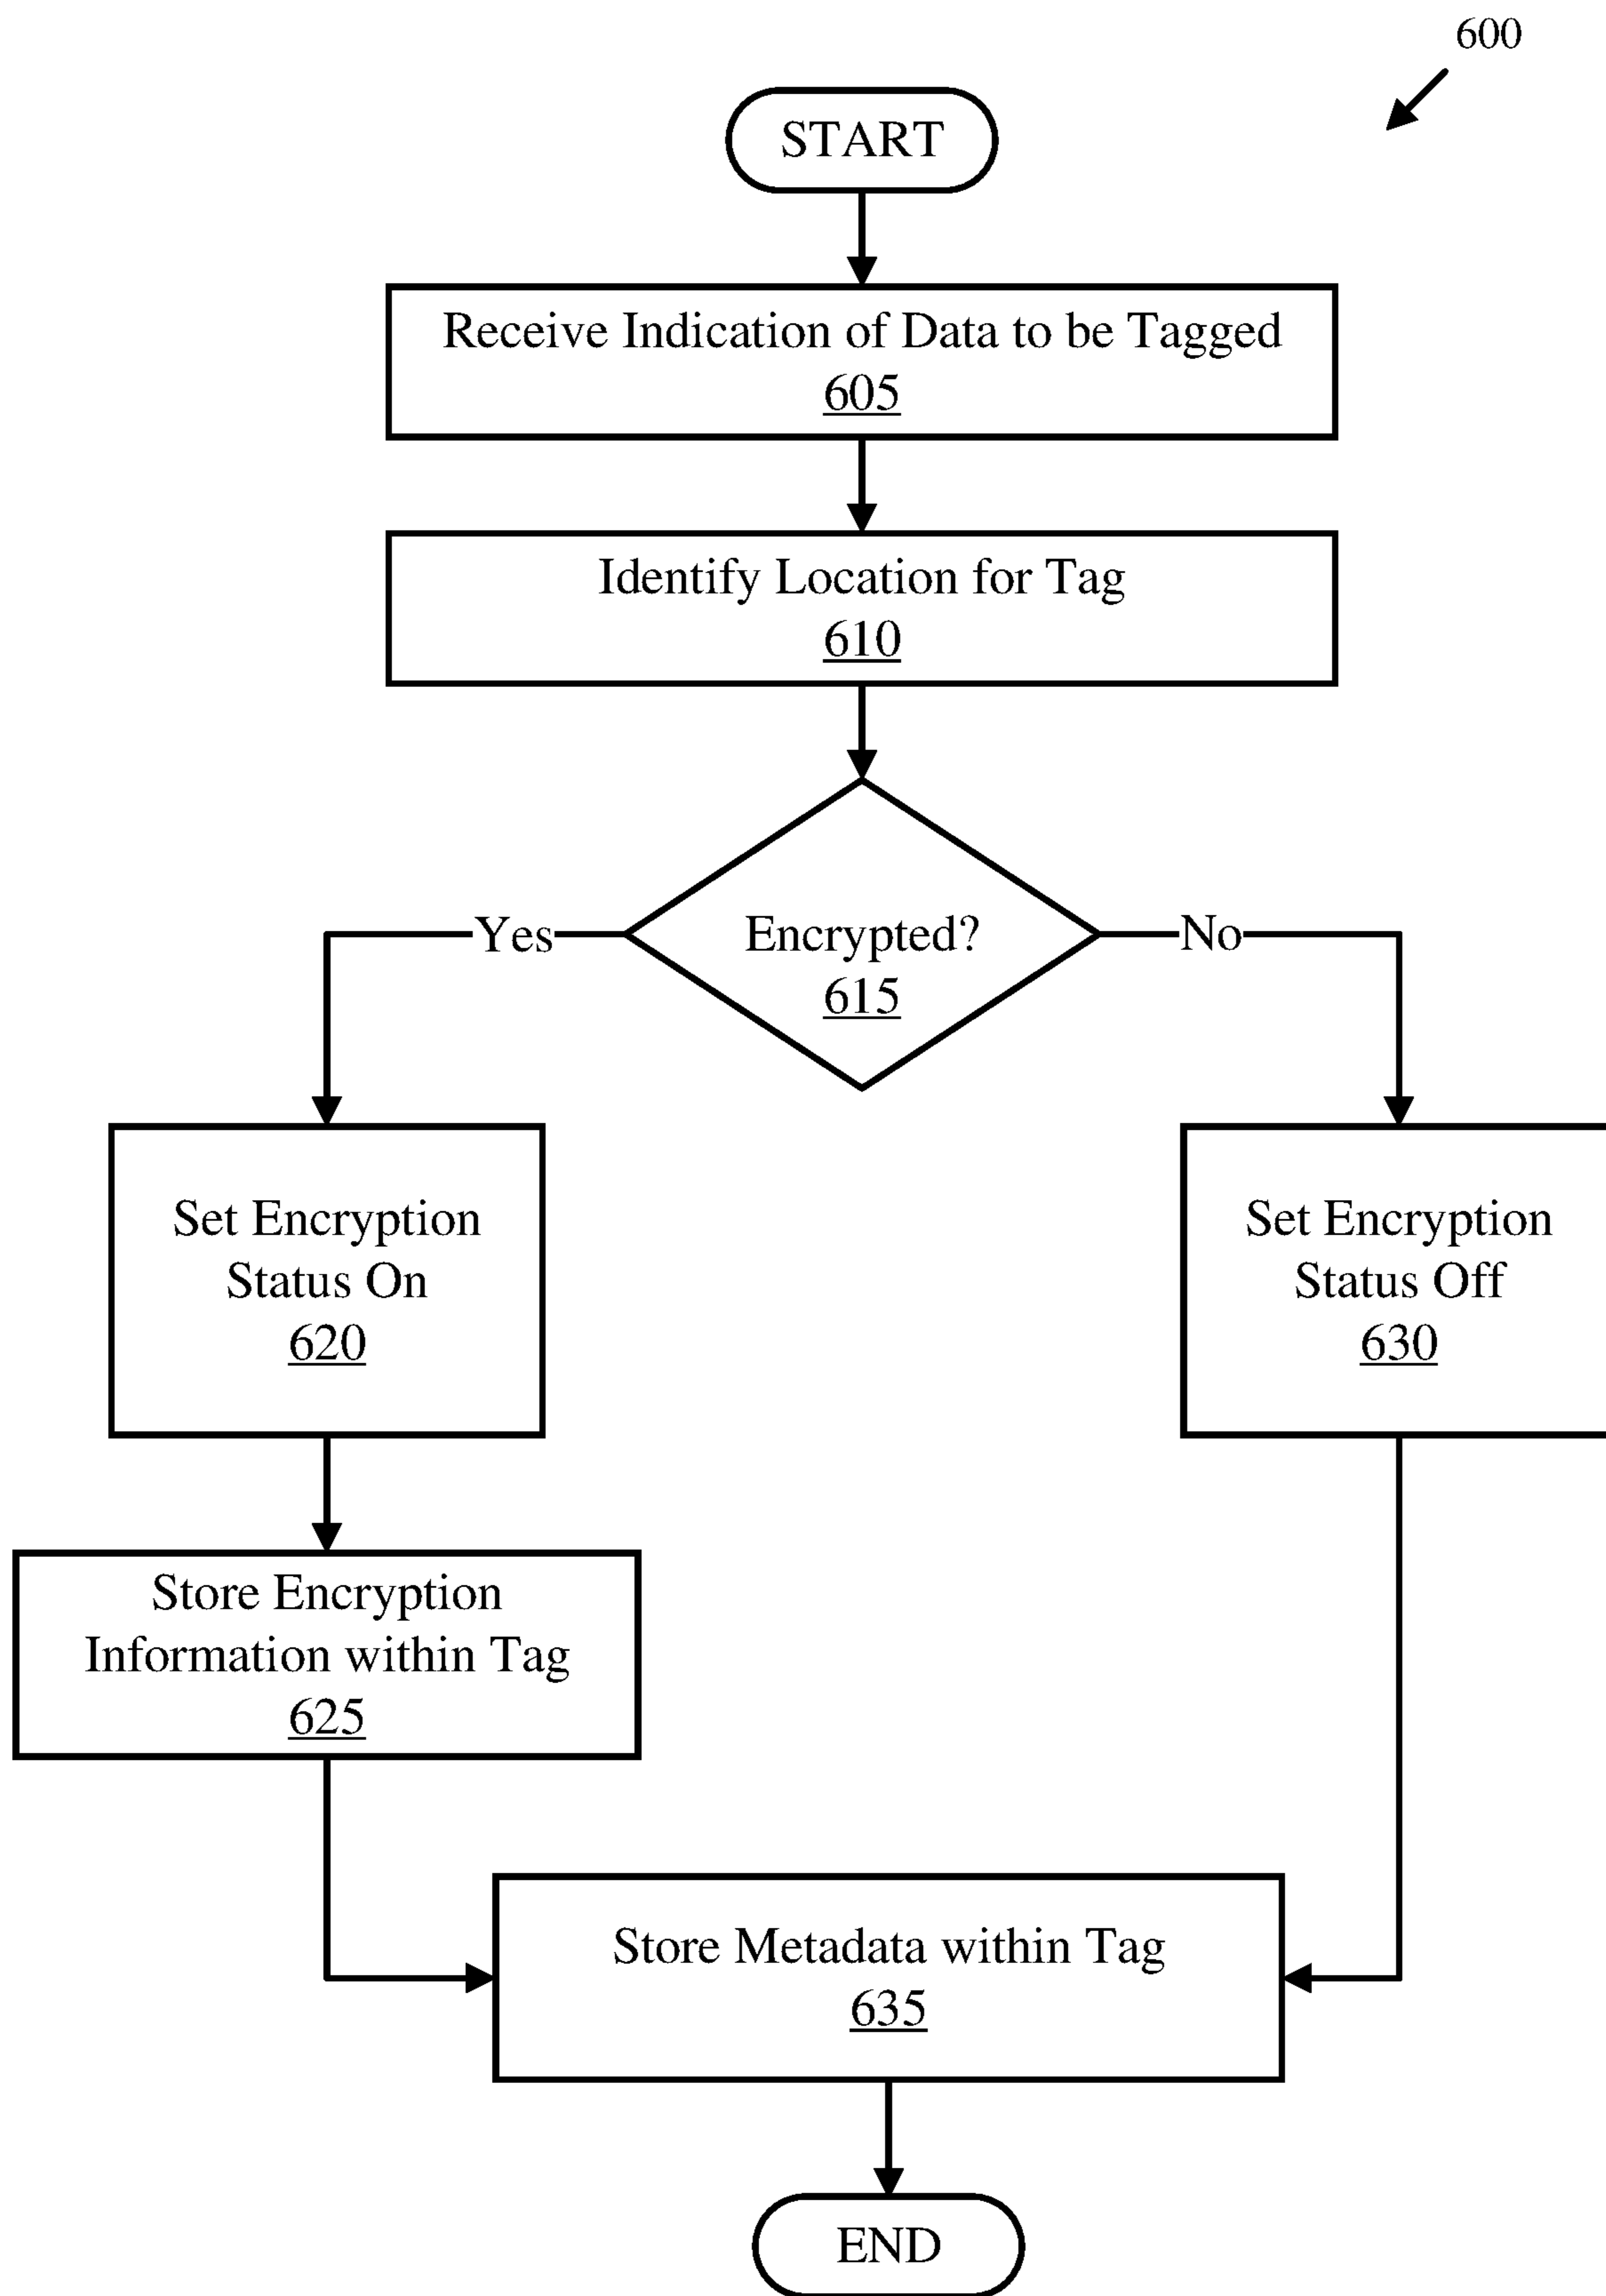 600
START
Receive Indication of Data to be Tagged
605
Identify Location for Tag
610
Yes
Encrypted?
615
No
Set Encryption
Status On
620
Set Encryption
Status Off
630
Store Encryption
Information within Tag
625
Store Metadata within Tag
635
END